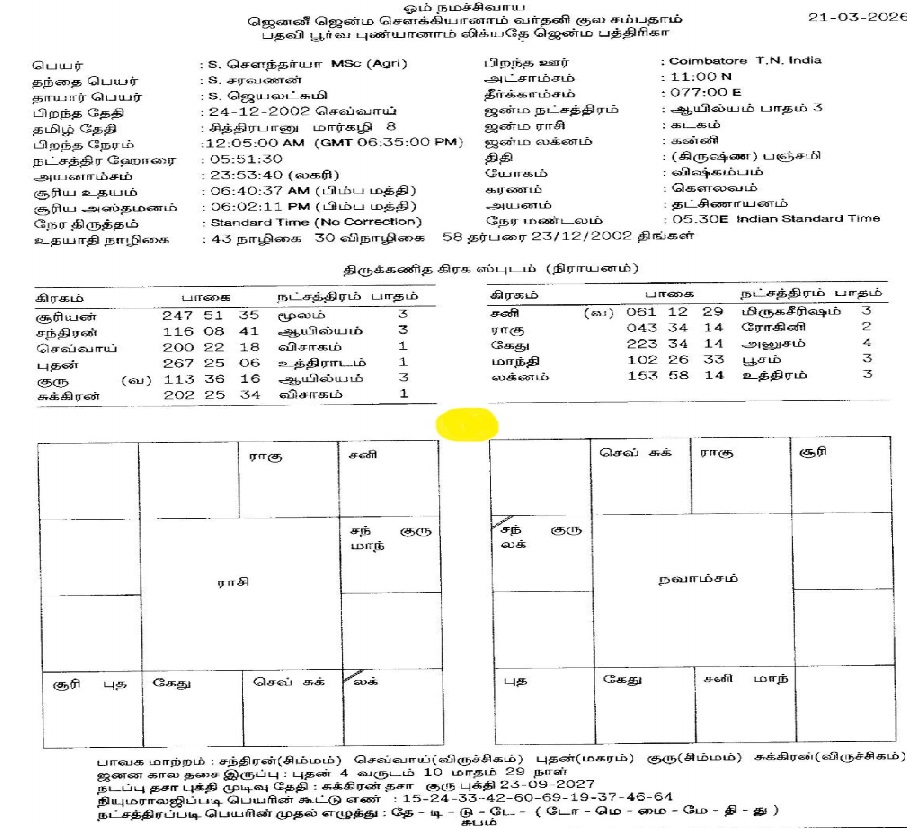 ஓம் நமச்சிவாய
ஜெனனீ ஜென்ம சௌக்கியானாம் வர்தனி குல சம்பதாம்
21-03-2026
பதவி பூர்வ புண்யானாம் லிக்யதே ஜென்ம பத்திரிகா
பெயர் : S. சௌந்தர்யா MSc (Agri)
தந்தை பெயர் : S. சரவணன்
தாயார் பெயர் : S. ஜெயலட்சுமி
பிறந்த தேதி : 24-12-2002 செவ்வாய்
தமிழ் தேதி : சித்திரபானு மார்கழி 8
பிறந்த நேரம் : 12:05:00 AM (GMT 06:35:00 PM)
நட்சத்திர ஹோரை : 05:51:30
அயனாம்சம் : 23:53:40 (லகரி)
சூரிய உதயம் : 06:40:37 AM (பிம்ப மத்தி)
சூரிய அஸ்தமனம் : 06:02:11 PM (பிம்ப மத்தி)
நேர திருத்தம் : Standard Time (No Correction)
உதயாதி நாழிகை : 43 நாழிகை 30 விநாழிகை 58 தர்பரை 23/12/2002 திங்கள்
பிறந்த ஊர் : Coimbatore T.N. India
அட்சாம்சம் : 11:00 N
தீர்க்காம்சம் : 077:00 E
ஜன்ம நட்சத்திரம் : ஆயில்யம் பாதம் 3
ஜன்ம ராசி : கடகம்
ஜன்ம லக்னம் : கன்னி
திதி : (கிருஷ்ண) பஞ்சமி
யோகம் : விஷ்கம்பம்
கரணம் : கௌலவம்
அயனம் : தட்சிணாயனம்
நேர மண்டலம் : 05.30E Indian Standard Time
திருக்கணித கிரக ஸ்புடம் (நிராயனம்)
கிரகம் பாகை நட்சத்திரம் பாதம்
சூரியன் 247 51 35 மூலம் 3
சந்திரன் 116 08 41 ஆயில்யம் 3
செவ்வாய் 200 22 18 விசாகம் 1
புதன் 267 25 06 உத்திராடம் 1
குரு (வ) 113 36 16 ஆயில்யம் 3
சுக்கிரன் 202 25 34 விசாகம் 1
கிரகம் பாகை நட்சத்திரம் பாதம்
சனி (வ) 061 12 29 மிருகசீரிஷம் 3
ராகு 043 34 14 ரோகினி 2
கேது 223 34 14 அனுசம் 4
மாந்தி 102 26 33 பூசம் 3
லக்னம் 153 58 14 உத்திரம் 3
ராகு சனி
சந் குரு
மாந்
ராசி
சூரி புத கேது செவ் சுக் லக்
செவ் சுக் ராகு சூரி
சந் குரு
லக்
நவாம்சம்
புத கேது சனி மாந்
பாவக மாற்றம் : சந்திரன்(சிம்மம்) செவ்வாய்(விருச்சிகம்) புதன்(மகரம்) குரு(சிம்மம்) சுக்கிரன்(விருச்சிகம்)
ஜனன கால தசை இருப்பு : புதன் 4 வருடம் 10 மாதம் 29 நாள்
நடப்பு தசா புக்தி முடிவு தேதி : சுக்கிரன் தசா குரு புக்தி 23-09-2027
நியுமராலஜிப்படி பெயரின் கூட்டு எண் : 15-24-33-42-60-69-19-37-46-64
நட்சத்திரப்படி பெயரின் முதல் எழுத்து : தே - டி - டு - டே - ( டோ - மெ - மை - மே - தி - து )
சுபம்